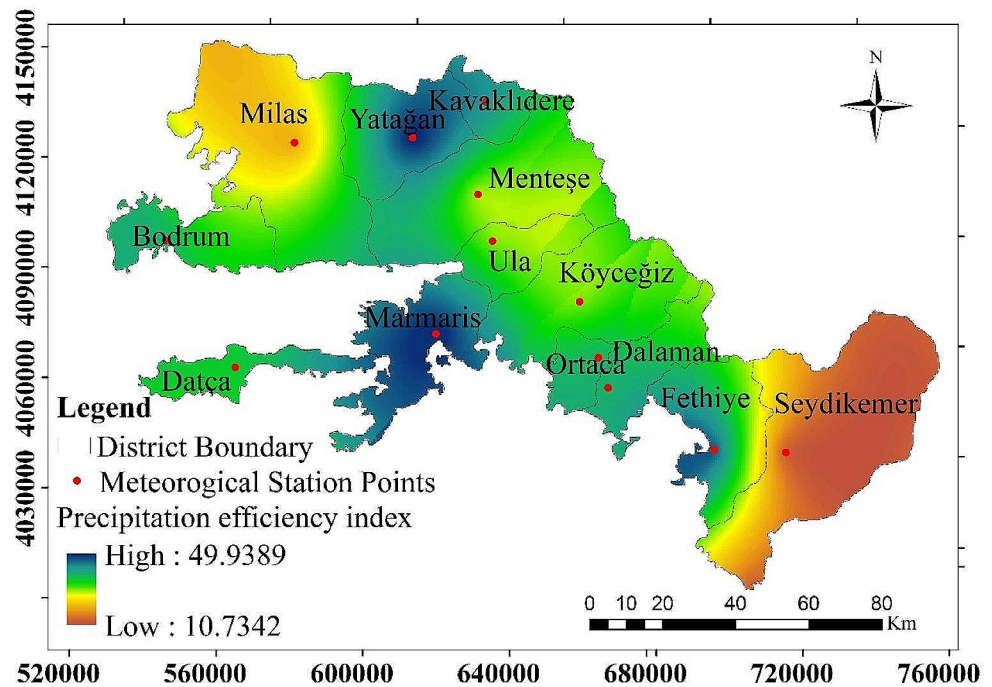 4150000
4120000
4090000
4060000
4030000
N
Milas
Yatağan
Kavaklıdere
Menteşe
Bodrum
Ula
Köyceğiz
Marmaris
Ortaca
Dalaman
Datça
Fethiye
Seydikemer
Legend
District Boundary
Meteorogical Station Points
Precipitation efficiency index
High : 49.9389
Low : 10.7342
0 10 20 40 60 80
Km
520000 560000 600000 640000 680000 720000 760000